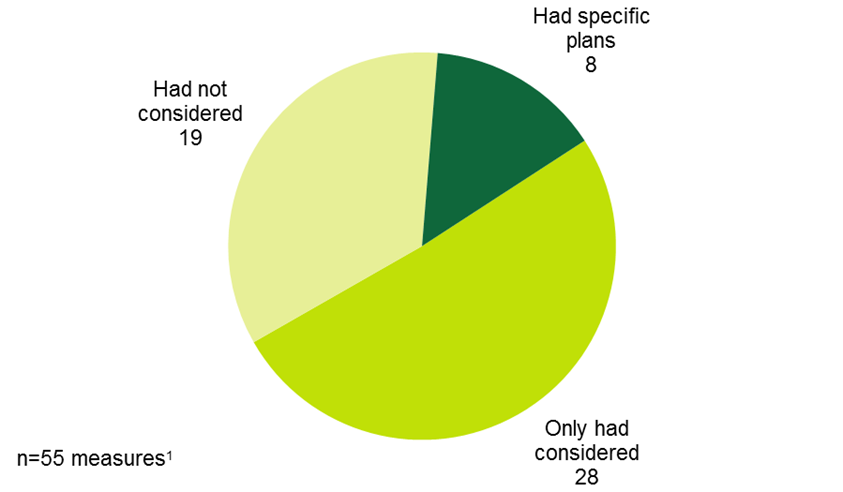 Had specific
plans
8
Had not
considered
19
Only had
considered
28
n=55 measures¹